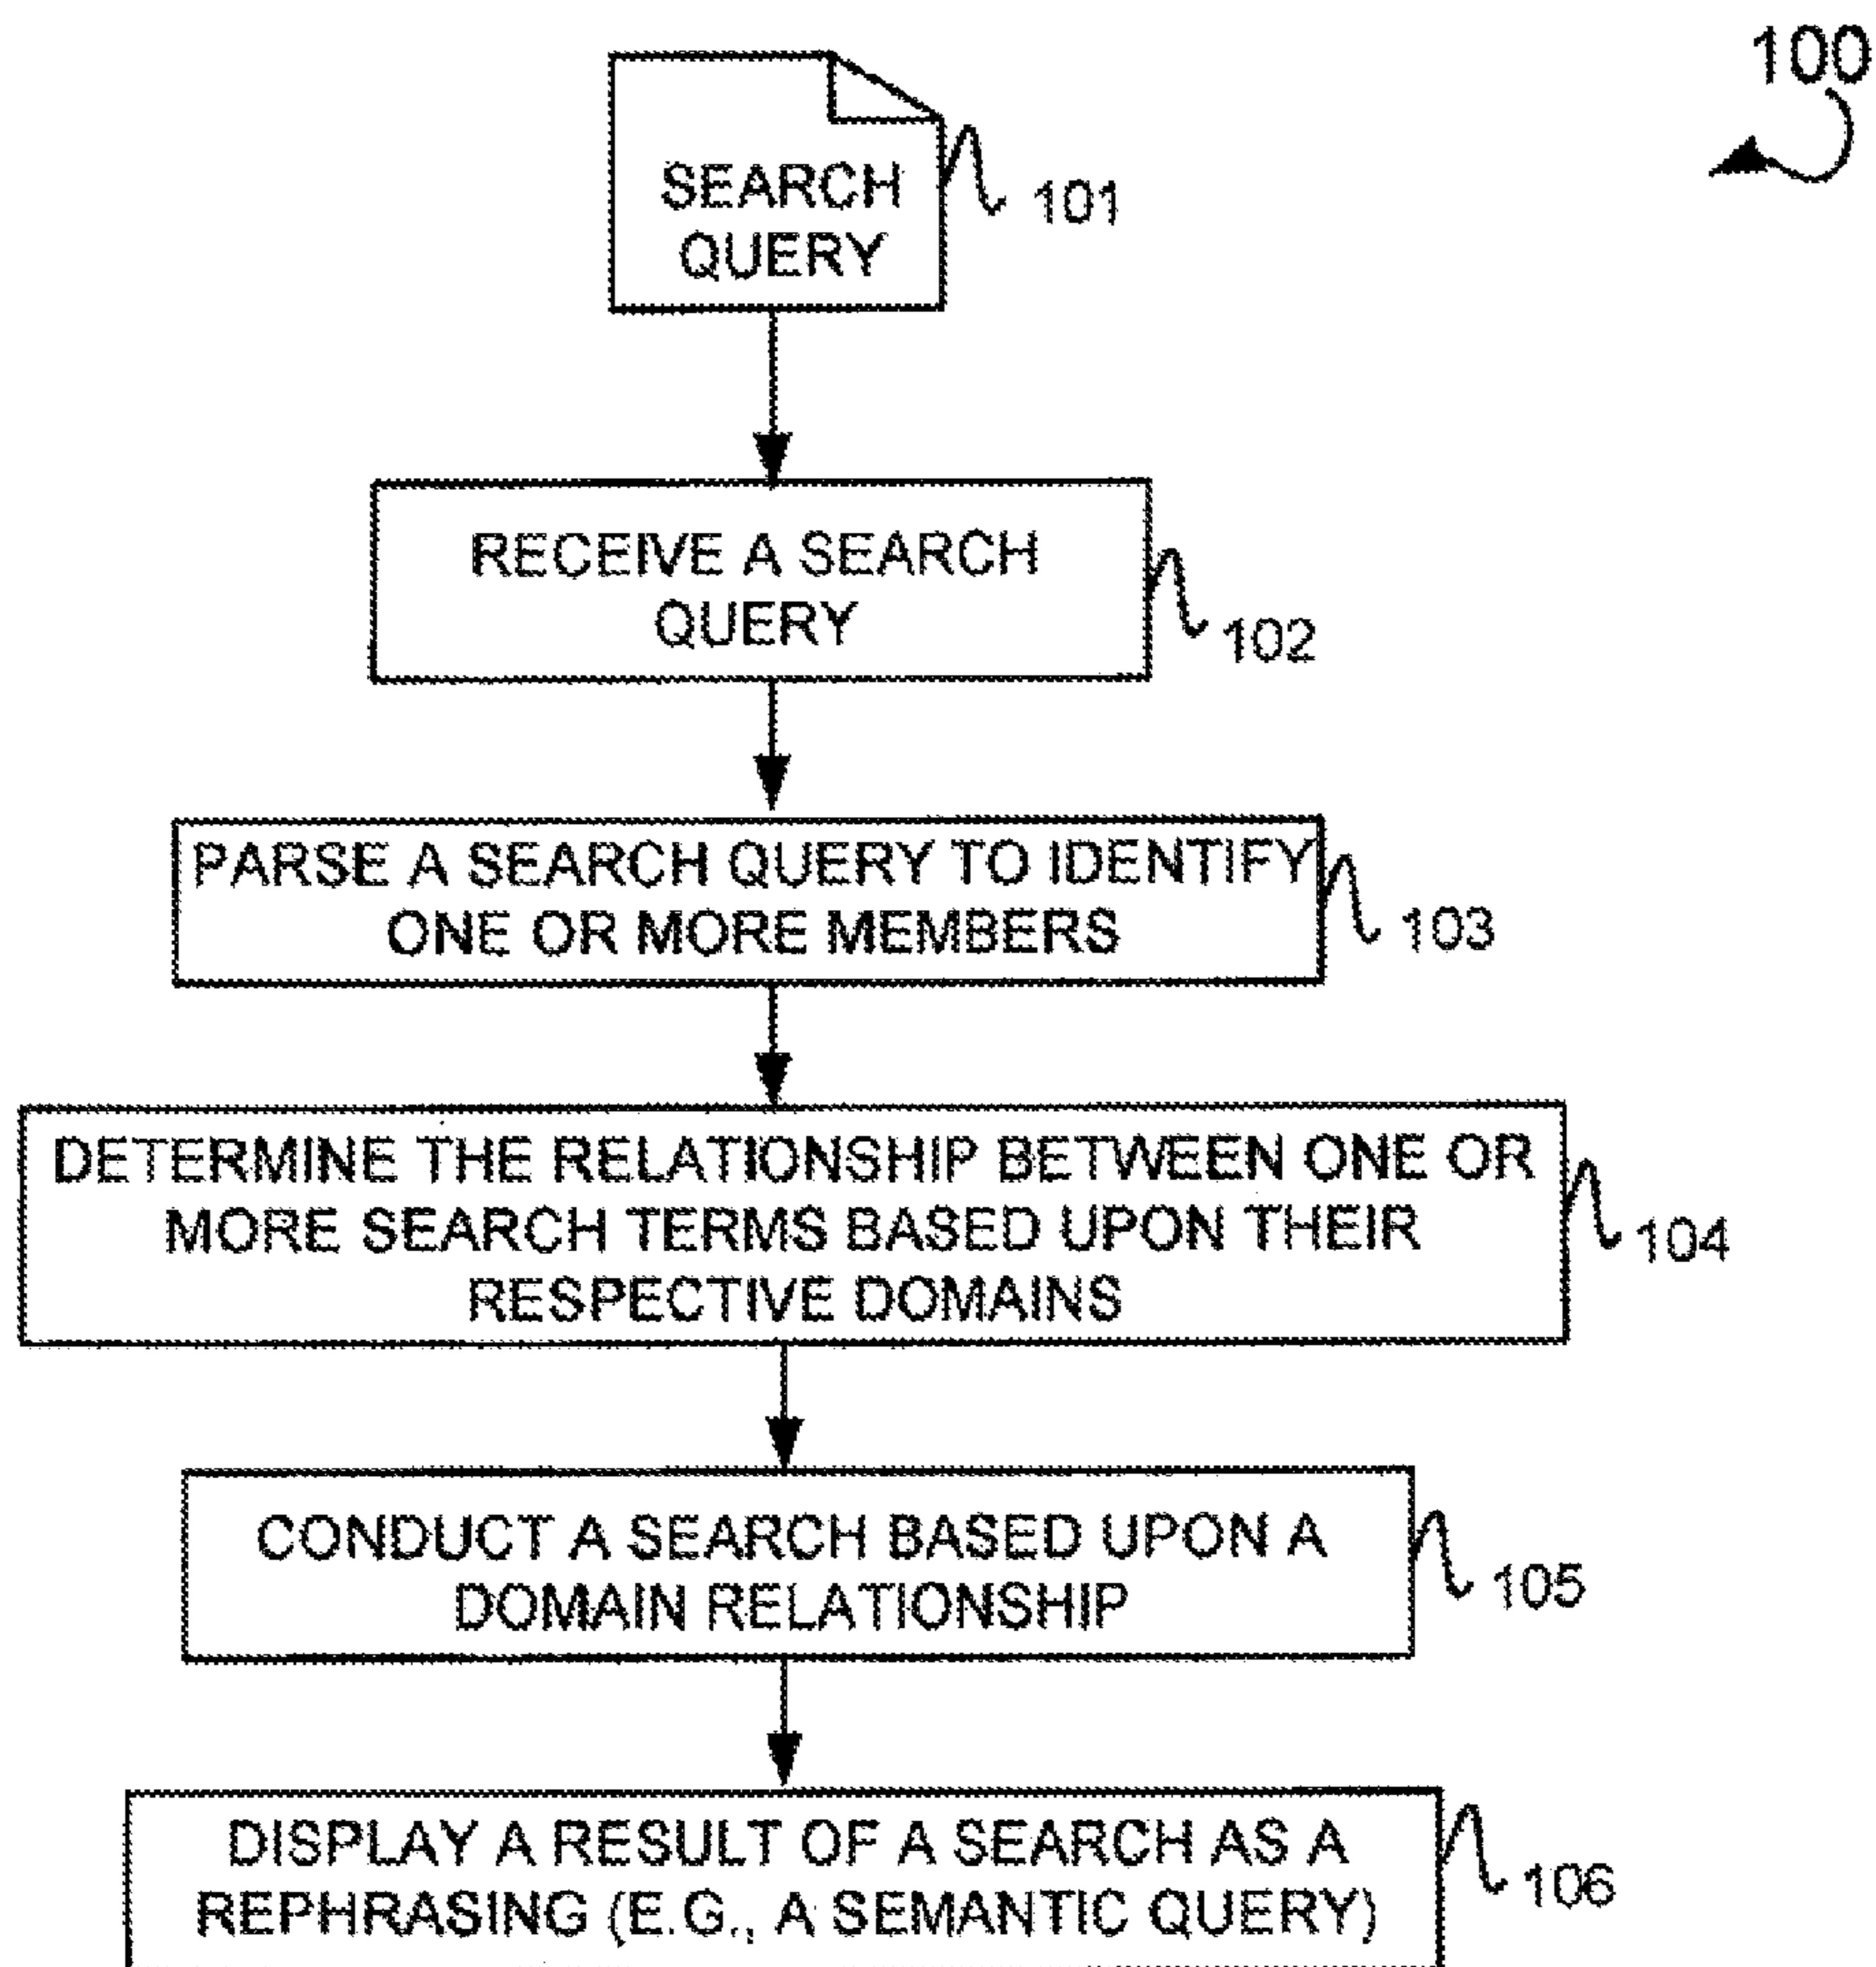 100
SEARCH
QUERY
101
RECEIVE A SEARCH
QUERY
102
PARSE A SEARCH QUERY TO IDENTIFY
ONE OR MORE MEMBERS
103
DETERMINE THE RELATIONSHIP BETWEEN ONE OR
MORE SEARCH TERMS BASED UPON THEIR
RESPECTIVE DOMAINS
104
CONDUCT A SEARCH BASED UPON A
DOMAIN RELATIONSHIP
105
DISPLAY A RESULT OF A SEARCH AS A
REPHRASING (E.G., A SEMANTIC QUERY)
106